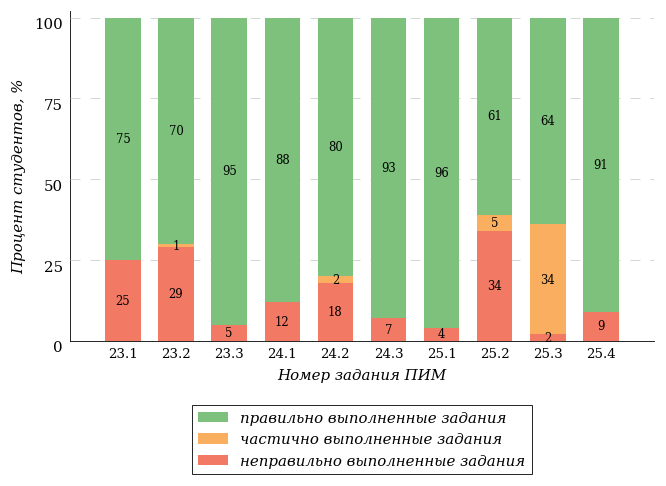 100
75
50
25
0
Процент студентов, %
75 70 95 88 80 93 96 61 64 91
1 2 5 34
25 29 5 12 18 7 4 34 2 9
23.1 23.2 23.3 24.1 24.2 24.3 25.1 25.2 25.3 25.4
Номер задания ПИМ
правильно выполненные задания
частично выполненные задания
неправильно выполненные задания